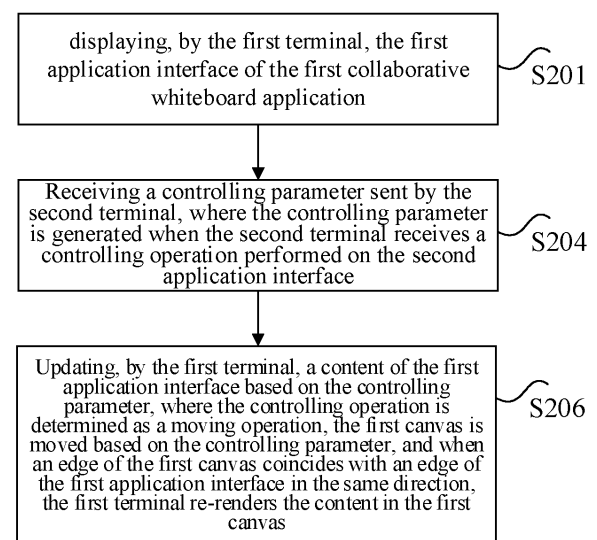 displaying, by the first terminal, the first
application interface of the first collaborative
whiteboard application
S201
Receiving a controlling parameter sent by the
second terminal, where the controlling parameter
is generated when the second terminal receives a
controlling operation performed on the second
application interface
S204
Updating, by the first terminal, a content of the first
application interface based on the controlling
parameter, where the controlling operation is
determined as a moving operation, the first canvas is
moved based on the controlling parameter, and when
an edge of the first canvas coincides with an edge of
the first application interface in the same direction,
the first terminal re-renders the content in the first
canvas
S206